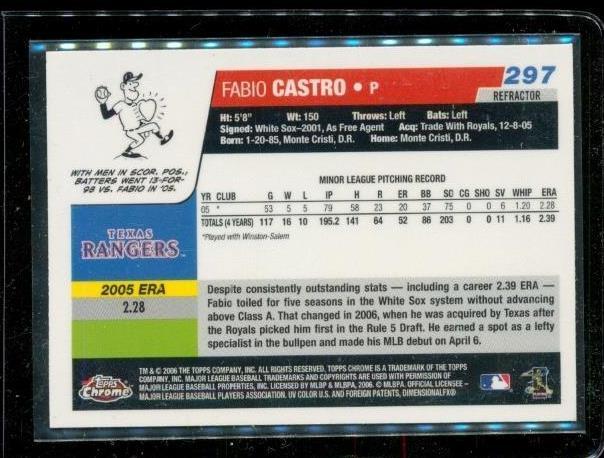 297
REFRACTOR
FABIO CASTRO • P
Ht: 5'8" Wt: 150 Throws: Left Bats: Left
Signed: White Sox–2001, As Free Agent Acq: Trade With Royals, 12-8-05
Born: 1-20-85, Monte Cristi, D.R. Home: Monte Cristi, D.R.
WITH MEN IN SCOR. POS.,
BATTERS WENT 13-FOR-
98 VS. FABIO IN '05.
MINOR LEAGUE PITCHING RECORD
YR CLUB G W L IP H R ER BB SO CG SHO SV WHIP ERA
05 * 53 5 5 79 58 23 20 37 75 0 0 6 1.20 2.28
TOTALS (4 YEARS) 117 16 10 195.2 141 64 52 86 203 0 0 11 1.16 2.39
*Played with Winston-Salem
TEXAS
RANGERS
2005 ERA
2.28
Despite consistently outstanding stats — including a career 2.39 ERA —
Fabio toiled for five seasons in the White Sox system without advancing
above Class A. That changed in 2006, when he was acquired by Texas after
the Royals picked him first in the Rule 5 Draft. He earned a spot as a lefty
specialist in the bullpen and made his MLB debut on April 6.
Topps
Chrome
TM & © 2006 THE TOPPS COMPANY, INC. ALL RIGHTS RESERVED. TOPPS CHROME IS A TRADEMARK OF THE TOPPS
COMPANY, INC. MAJOR LEAGUE BASEBALL TRADEMARKS AND COPYRIGHTS ARE USED WITH PERMISSION OF
MAJOR LEAGUE BASEBALL PROPERTIES, INC. LICENSED BY MLBP & MLBPA, 2006. © MLBPA. OFFICIAL LICENSEE –
MAJOR LEAGUE BASEBALL PLAYERS ASSOCIATION. UV COLOR U.S. AND FOREIGN PATENTS, DIMENSIONALFX®